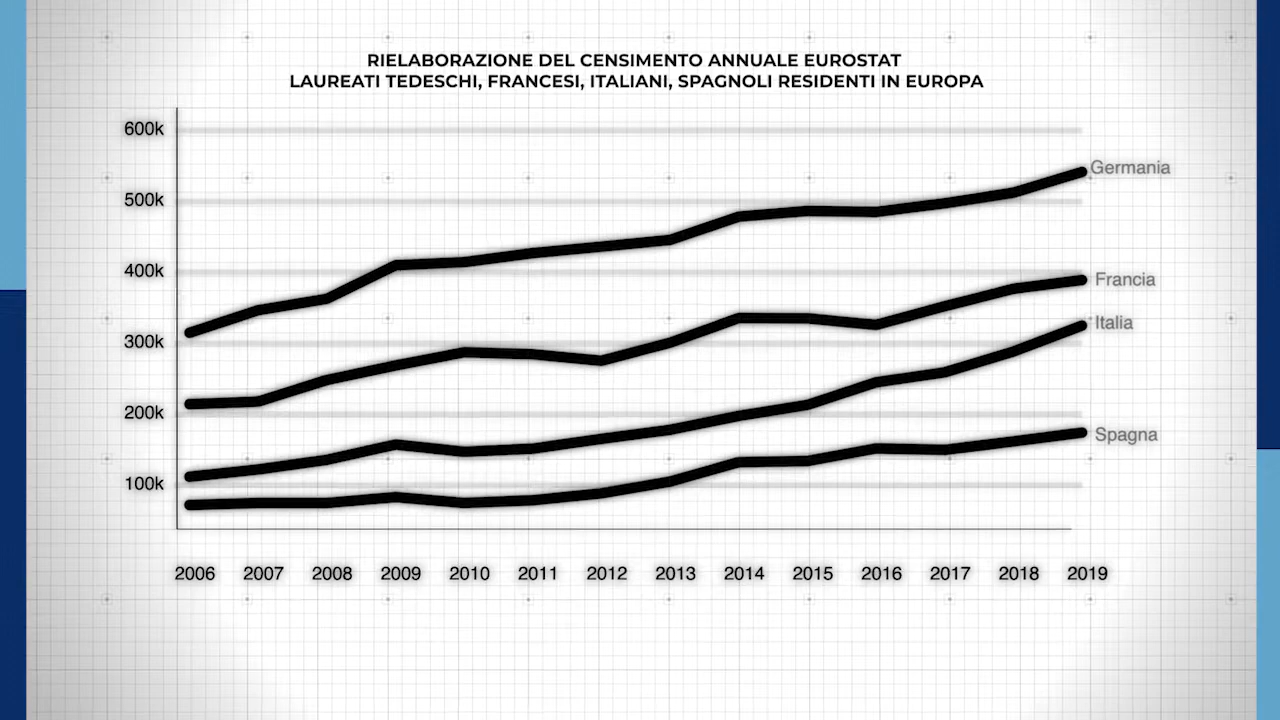 RIELABORAZIONE DEL CENSIMENTO ANNUALE EUROSTAT
LAUREATI TEDESCHI, FRANCESI, ITALIANI, SPAGNOLI RESIDENTI IN EUROPA
600k
Germania
500k
400k
Francia
Italia
300k
200k
Spagna
100k
2006 2007 2008 2009 2010 2011 2012 2013 2014 2015 2016 2017 2018 2019